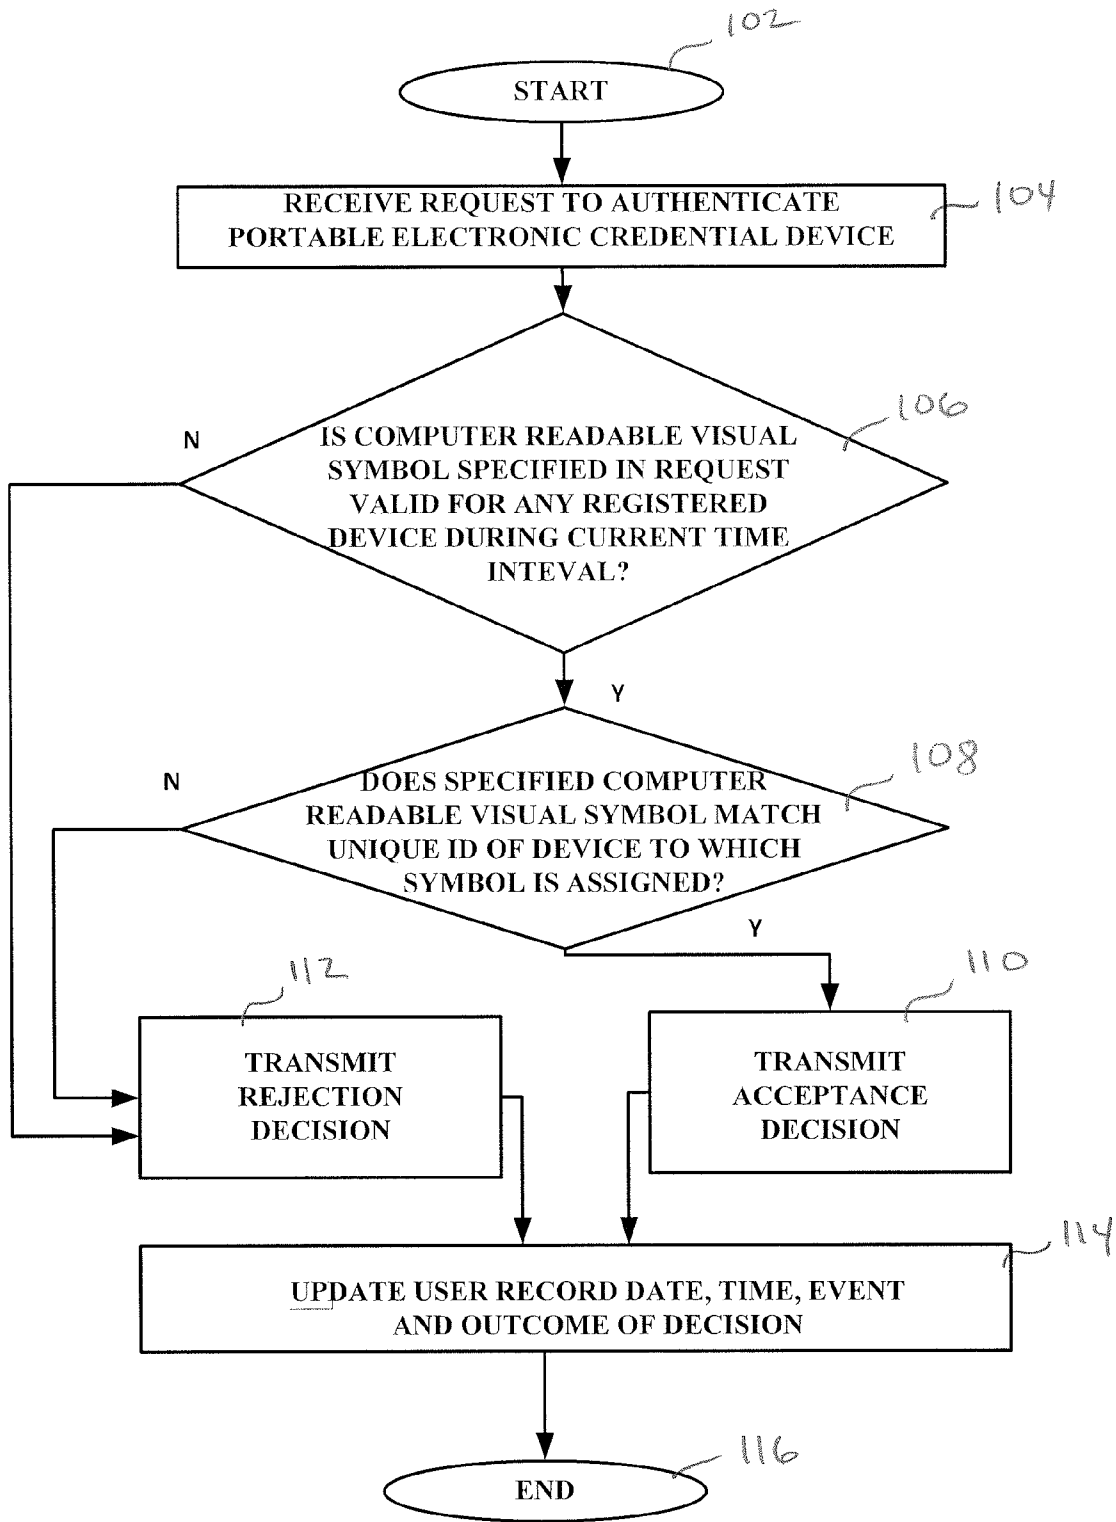 102
START
RECEIVE REQUEST TO AUTHENTICATE
PORTABLE ELECTRONIC CREDENTIAL DEVICE
104
106
N
IS COMPUTER READABLE VISUAL
SYMBOL SPECIFIED IN REQUEST
VALID FOR ANY REGISTERED
DEVICE DURING CURRENT TIME
INTEVAL?
Y
108
N
DOES SPECIFIED COMPUTER
READABLE VISUAL SYMBOL MATCH
UNIQUE ID OF DEVICE TO WHICH
SYMBOL IS ASSIGNED?
Y
112
TRANSMIT
REJECTION
DECISION
110
TRANSMIT
ACCEPTANCE
DECISION
114
UPDATE USER RECORD DATE, TIME, EVENT
AND OUTCOME OF DECISION
116
END